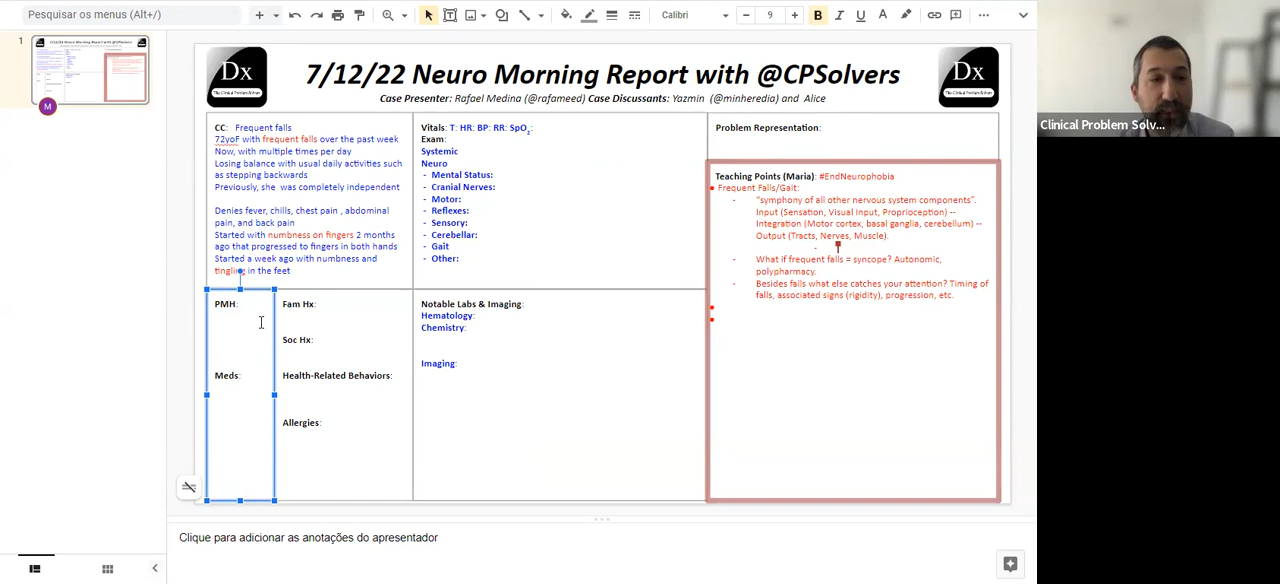 Pesquisar os menus (Alt+/)
Calibri
9
B
I
U
A
1
M
Dx
The Clinical Problem Solvers
7/12/22 Neuro Morning Report with @CPSolvers
Case Presenter: Rafael Medina (@rafameed) Case Discussants: Yazmin (@minheredia) and Alice
Dx
The Clinical Problem Solvers
CC: Frequent falls
72yoF with frequent falls over the past week
Now, with multiple times per day
Losing balance with usual daily activities such
as stepping backwards
Previously, she was completely independent
Denies fever, chills, chest pain , abdominal
pain, and back pain
Started with numbness on fingers 2 months
ago that progressed to fingers in both hands
Started a week ago with numbness and
tingling in the feet
Vitals: T: HR: BP: RR: SpO2:
Exam:
Systemic
Neuro
- Mental Status:
- Cranial Nerves:
- Motor:
- Reflexes:
- Sensory:
- Cerebellar:
- Gait
- Other:
Problem Representation:
Teaching Points (Maria): #EndNeurophobia
Frequent Falls/Gait:
- "symphony of all other nervous system components".
Input (Sensation, Visual Input, Proprioception) --
Integration (Motor cortex, basal ganglia, cerebellum) --
Output (Tracts, Nerves, Muscle).
-
- What if frequent falls = syncope? Autonomic,
polypharmacy.
- Besides falls what else catches your attention? Timing of
falls, associated signs (rigidity), progression, etc.
PMH:
Meds:
Fam Hx:
Soc Hx:
Health-Related Behaviors:
Allergies:
Notable Labs & Imaging:
Hematology:
Chemistry:
Imaging:
Clique para adicionar as anotações do apresentador
Clinical Problem Solv...